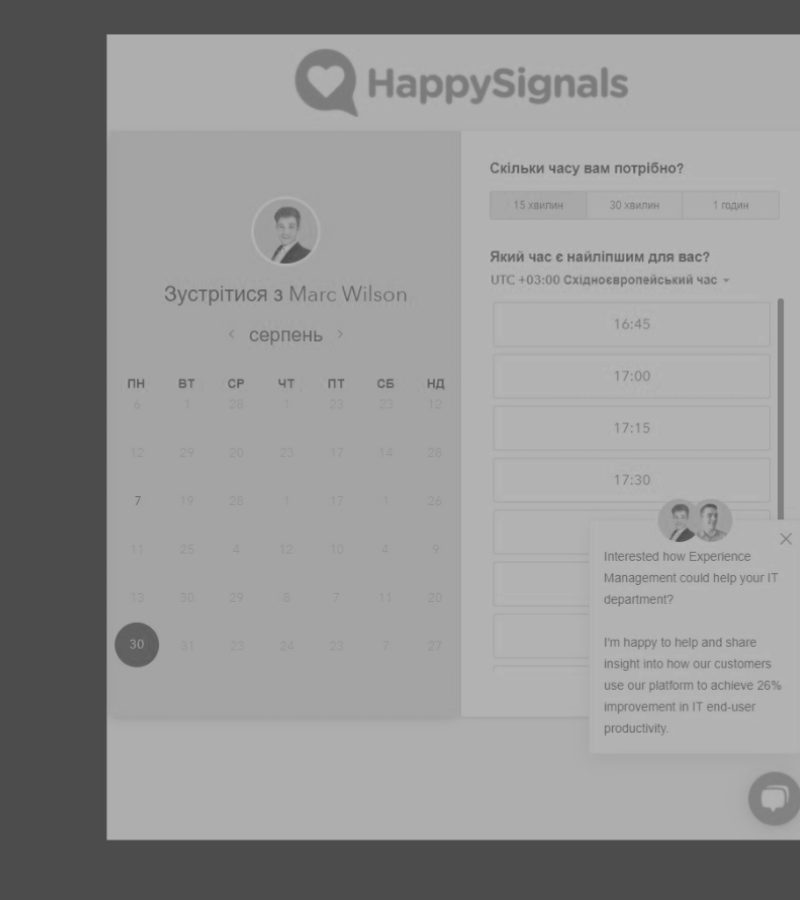 HappySignals
Зустрітися з Marc Wilson
серпень
ПН ВТ СР ЧТ ПТ СБ НД
6 1 28 1 23 23 12
12 29 20 23 17 14 28
7 19 28 1 17 1 26
11 25 4 12 10 4 9
13 30 29 8 7 11 20
30 31 23 24 23 7 27
Скільки часу вам потрібно?
15 хвилин 30 хвилин 1 годин
Який час є найліпшим для вас?
UTC +03:00 Східноєвропейський час
16:45
17:00
17:15
17:30
Interested how Experience
Management could help your IT
department?
I'm happy to help and share
insight into how our customers
use our platform to achieve 26%
improvement in IT end-user
productivity.